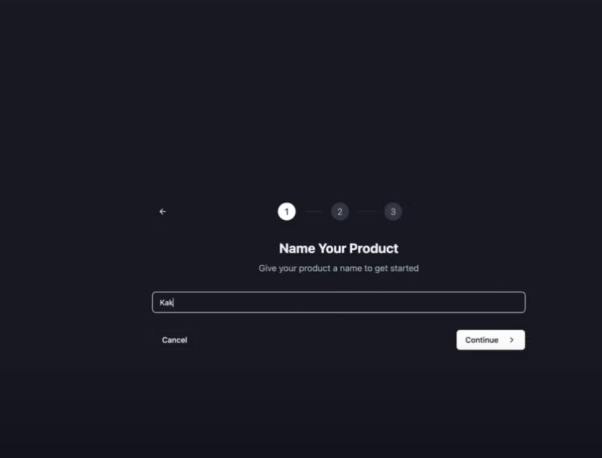 1 2 3
Name Your Product
Give your product a name to get started
Kak
Cancel
Continue